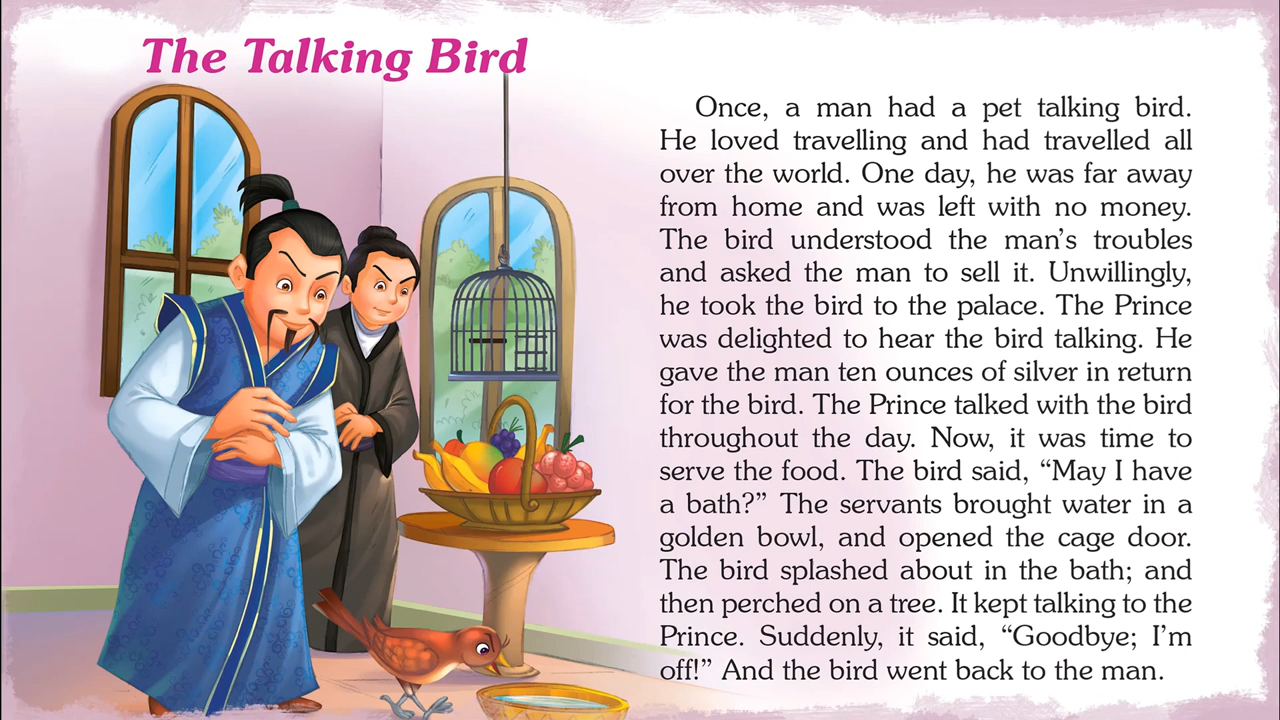 The Talking Bird
Once, a man had a pet talking bird.
He loved travelling and had travelled all
over the world. One day, he was far away
from home and was left with no money.
The bird understood the man’s troubles
and asked the man to sell it. Unwillingly,
he took the bird to the palace. The Prince
was delighted to hear the bird talking. He
gave the man ten ounces of silver in return
for the bird. The Prince talked with the bird
throughout the day. Now, it was time to
serve the food. The bird said, “May I have
a bath?” The servants brought water in a
golden bowl, and opened the cage door.
The bird splashed about in the bath; and
then perched on a tree. It kept talking to the
Prince. Suddenly, it said, “Goodbye; I’m
off!” And the bird went back to the man.